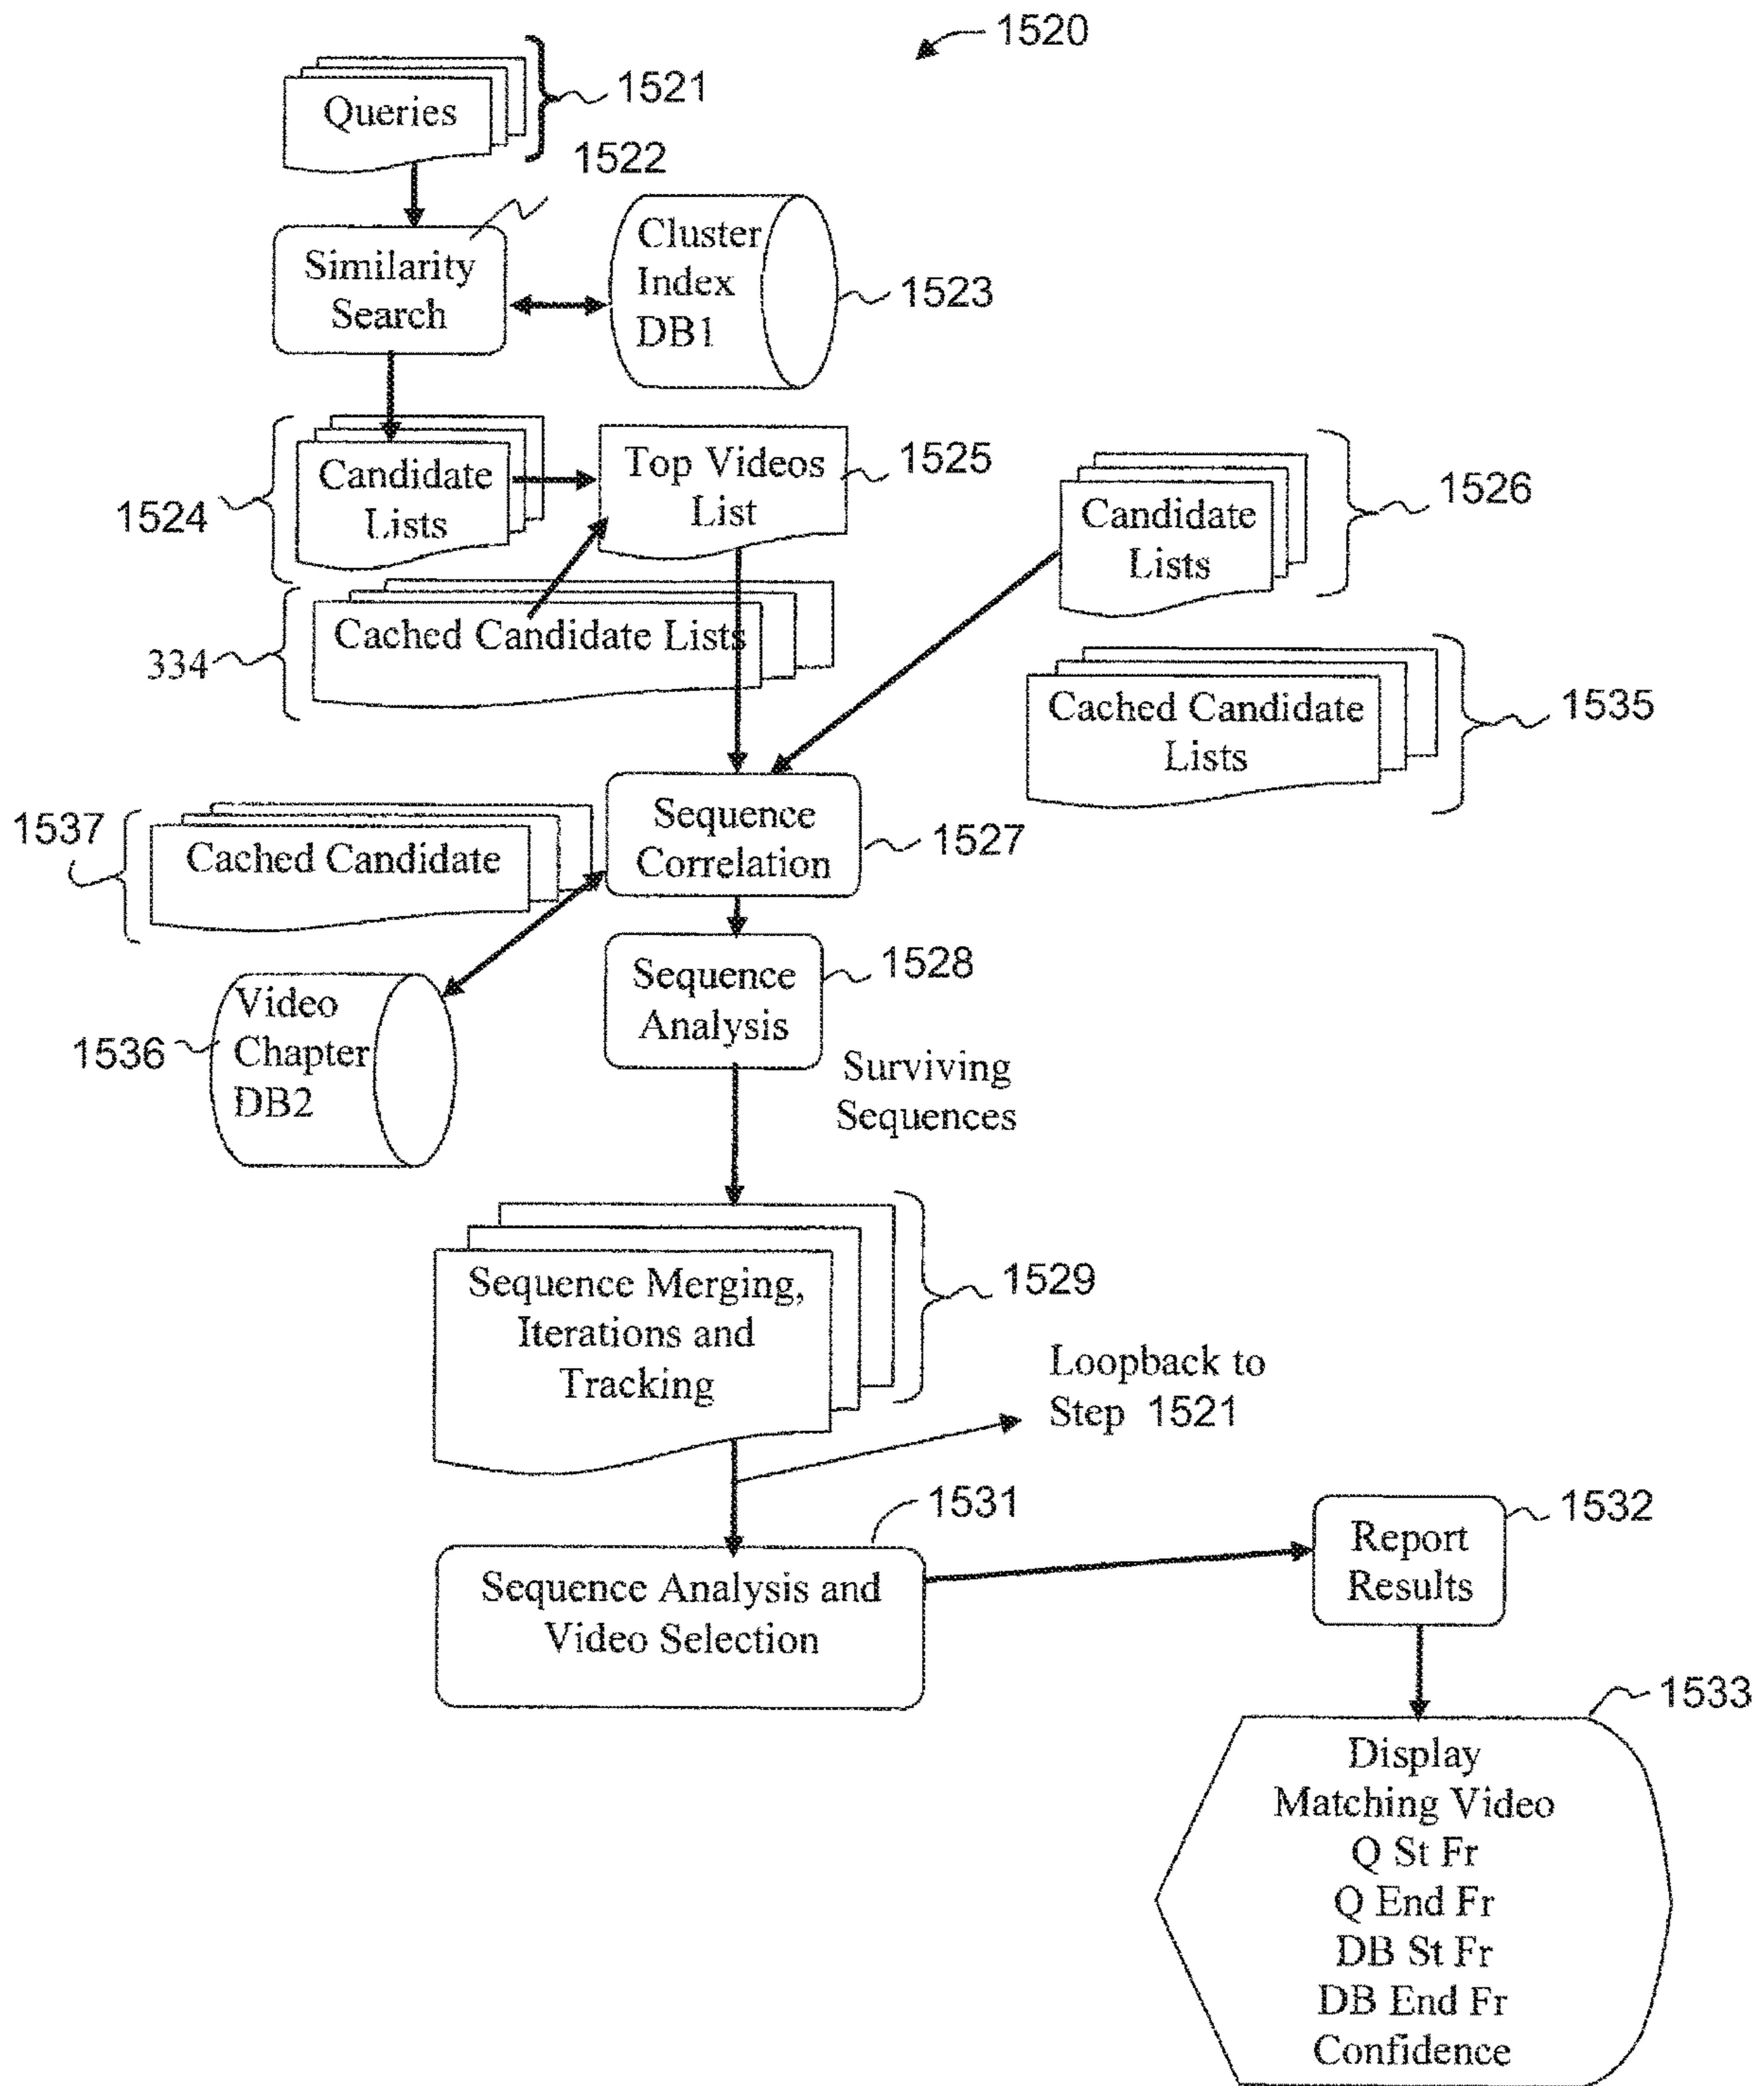 1520
Queries
1521
1522
Similarity
Search
Cluster
Index
DB1
1523
Candidate
Lists
1524
Top Videos
List
1525
Candidate
Lists
1526
Cached Candidate Lists
334
Cached Candidate
Lists
1535
Sequence
Correlation
1527
1537
Cached Candidate
Sequence
Analysis
1528
Video
Chapter
DB2
1536
Surviving
Sequences
Sequence Merging,
Iterations and
Tracking
1529
Loopback to
Step 1521
1531
Sequence Analysis and
Video Selection
Report
Results
1532
1533
Display
Matching Video
Q St Fr
Q End Fr
DB St Fr
DB End Fr
Confidence